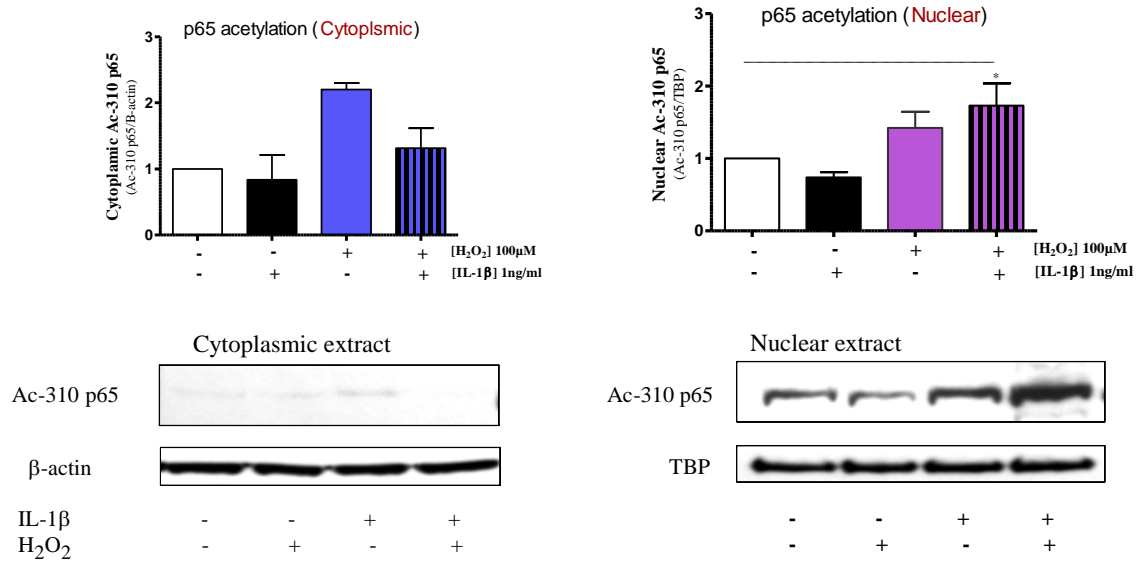 p65 acetylation (Cytoplsmic)
Cytoplamic Ac-310 p65
(Ac-310 p65/B-actin)
3
2
1
0
- - + + [H₂O₂] 100µM
- + - + [IL-1β] 1ng/ml
p65 acetylation (Nuclear)
Nuclear Ac-310 p65
(Ac-310 p65/TBP)
3
2
1
0
*
- - + + [H₂O₂] 100µM
- + - + [IL-1β] 1ng/ml
Cytoplasmic extract
Ac-310 p65
β-actin
IL-1β - - + +
H₂O₂ - + - +
Nuclear extract
Ac-310 p65
TBP
- - + +
- + - +